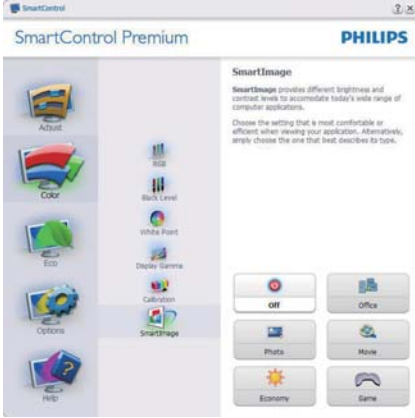 SmartControl
SmartControl Premium
PHILIPS
Adjust
Color
Eco
Options
Help
RGB
Black Level
White Point
Display Gamma
Calibration
SmartImage
SmartImage
SmartImage provides different brightness and
contrast levels to accomodate today's wide range of
computer applications.
Choose the setting that is most comfortable or
efficient when viewing your application. Alternatively,
simply choose the one that best describes its type.
Off
Office
Photo
Movie
Economy
Game